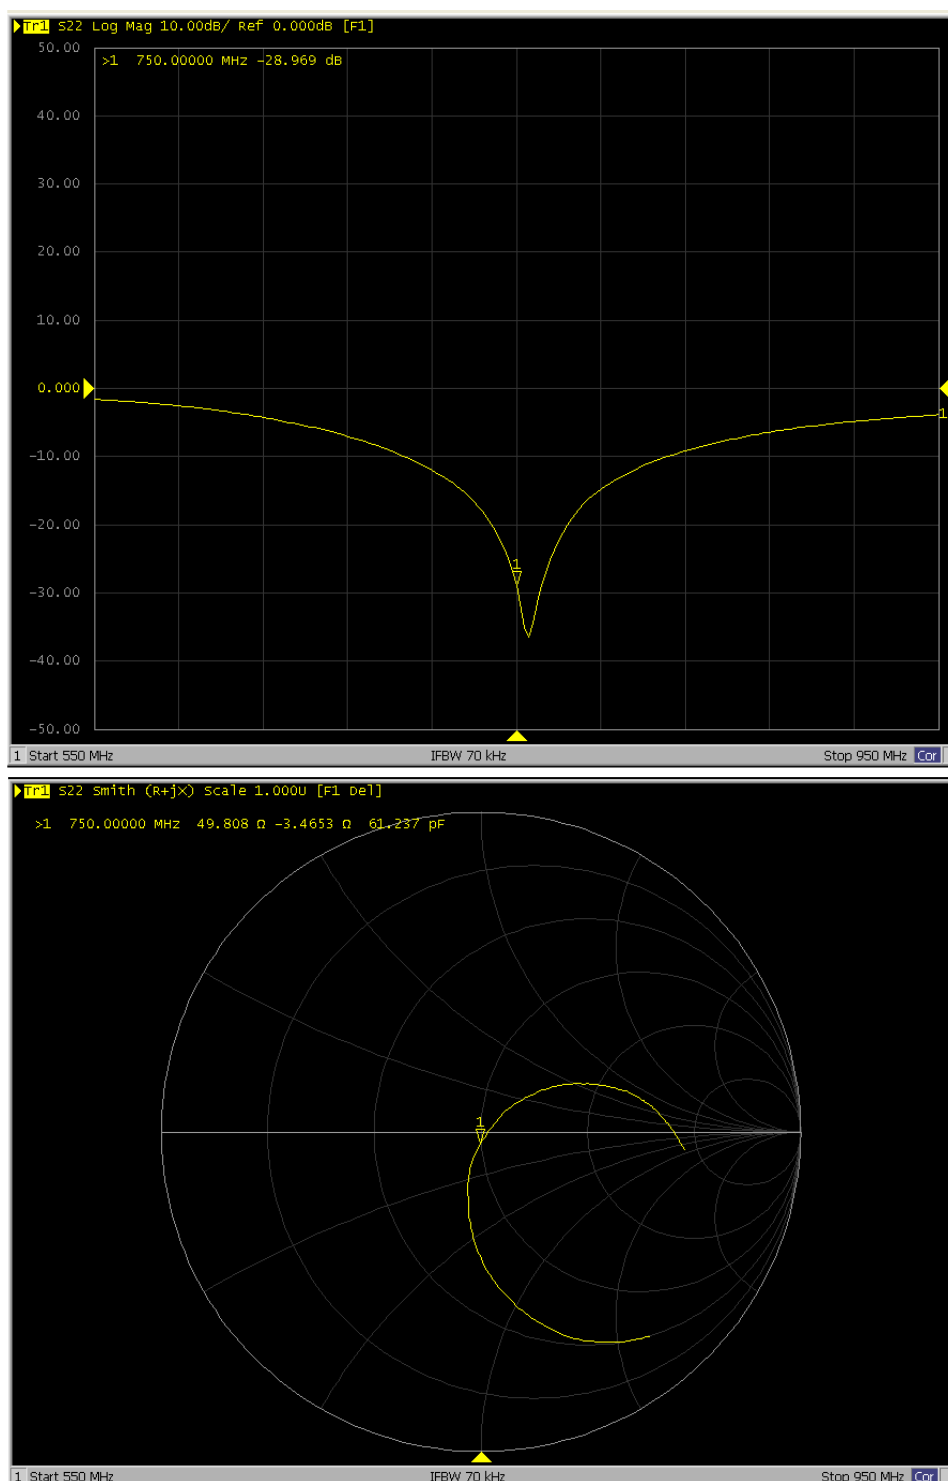 Tr1 S22 Log Mag 10.00dB/ Ref 0.000dB [F1]
50.00
>1 750.00000 MHz -28.969 dB
40.00
30.00
20.00
10.00
0.000
1
-10.00
-20.00
1
-30.00
-40.00
-50.00
1 Start 550 MHz IFBW 70 kHz Stop 950 MHz Cor
Tr1 S22 Smith (R+jX) Scale 1.000U [F1 Del]
>1 750.00000 MHz 49.808 Ω -3.4653 Ω 61.237 pF
1
1 Start 550 MHz IFBW 70 kHz Stop 950 MHz Cor